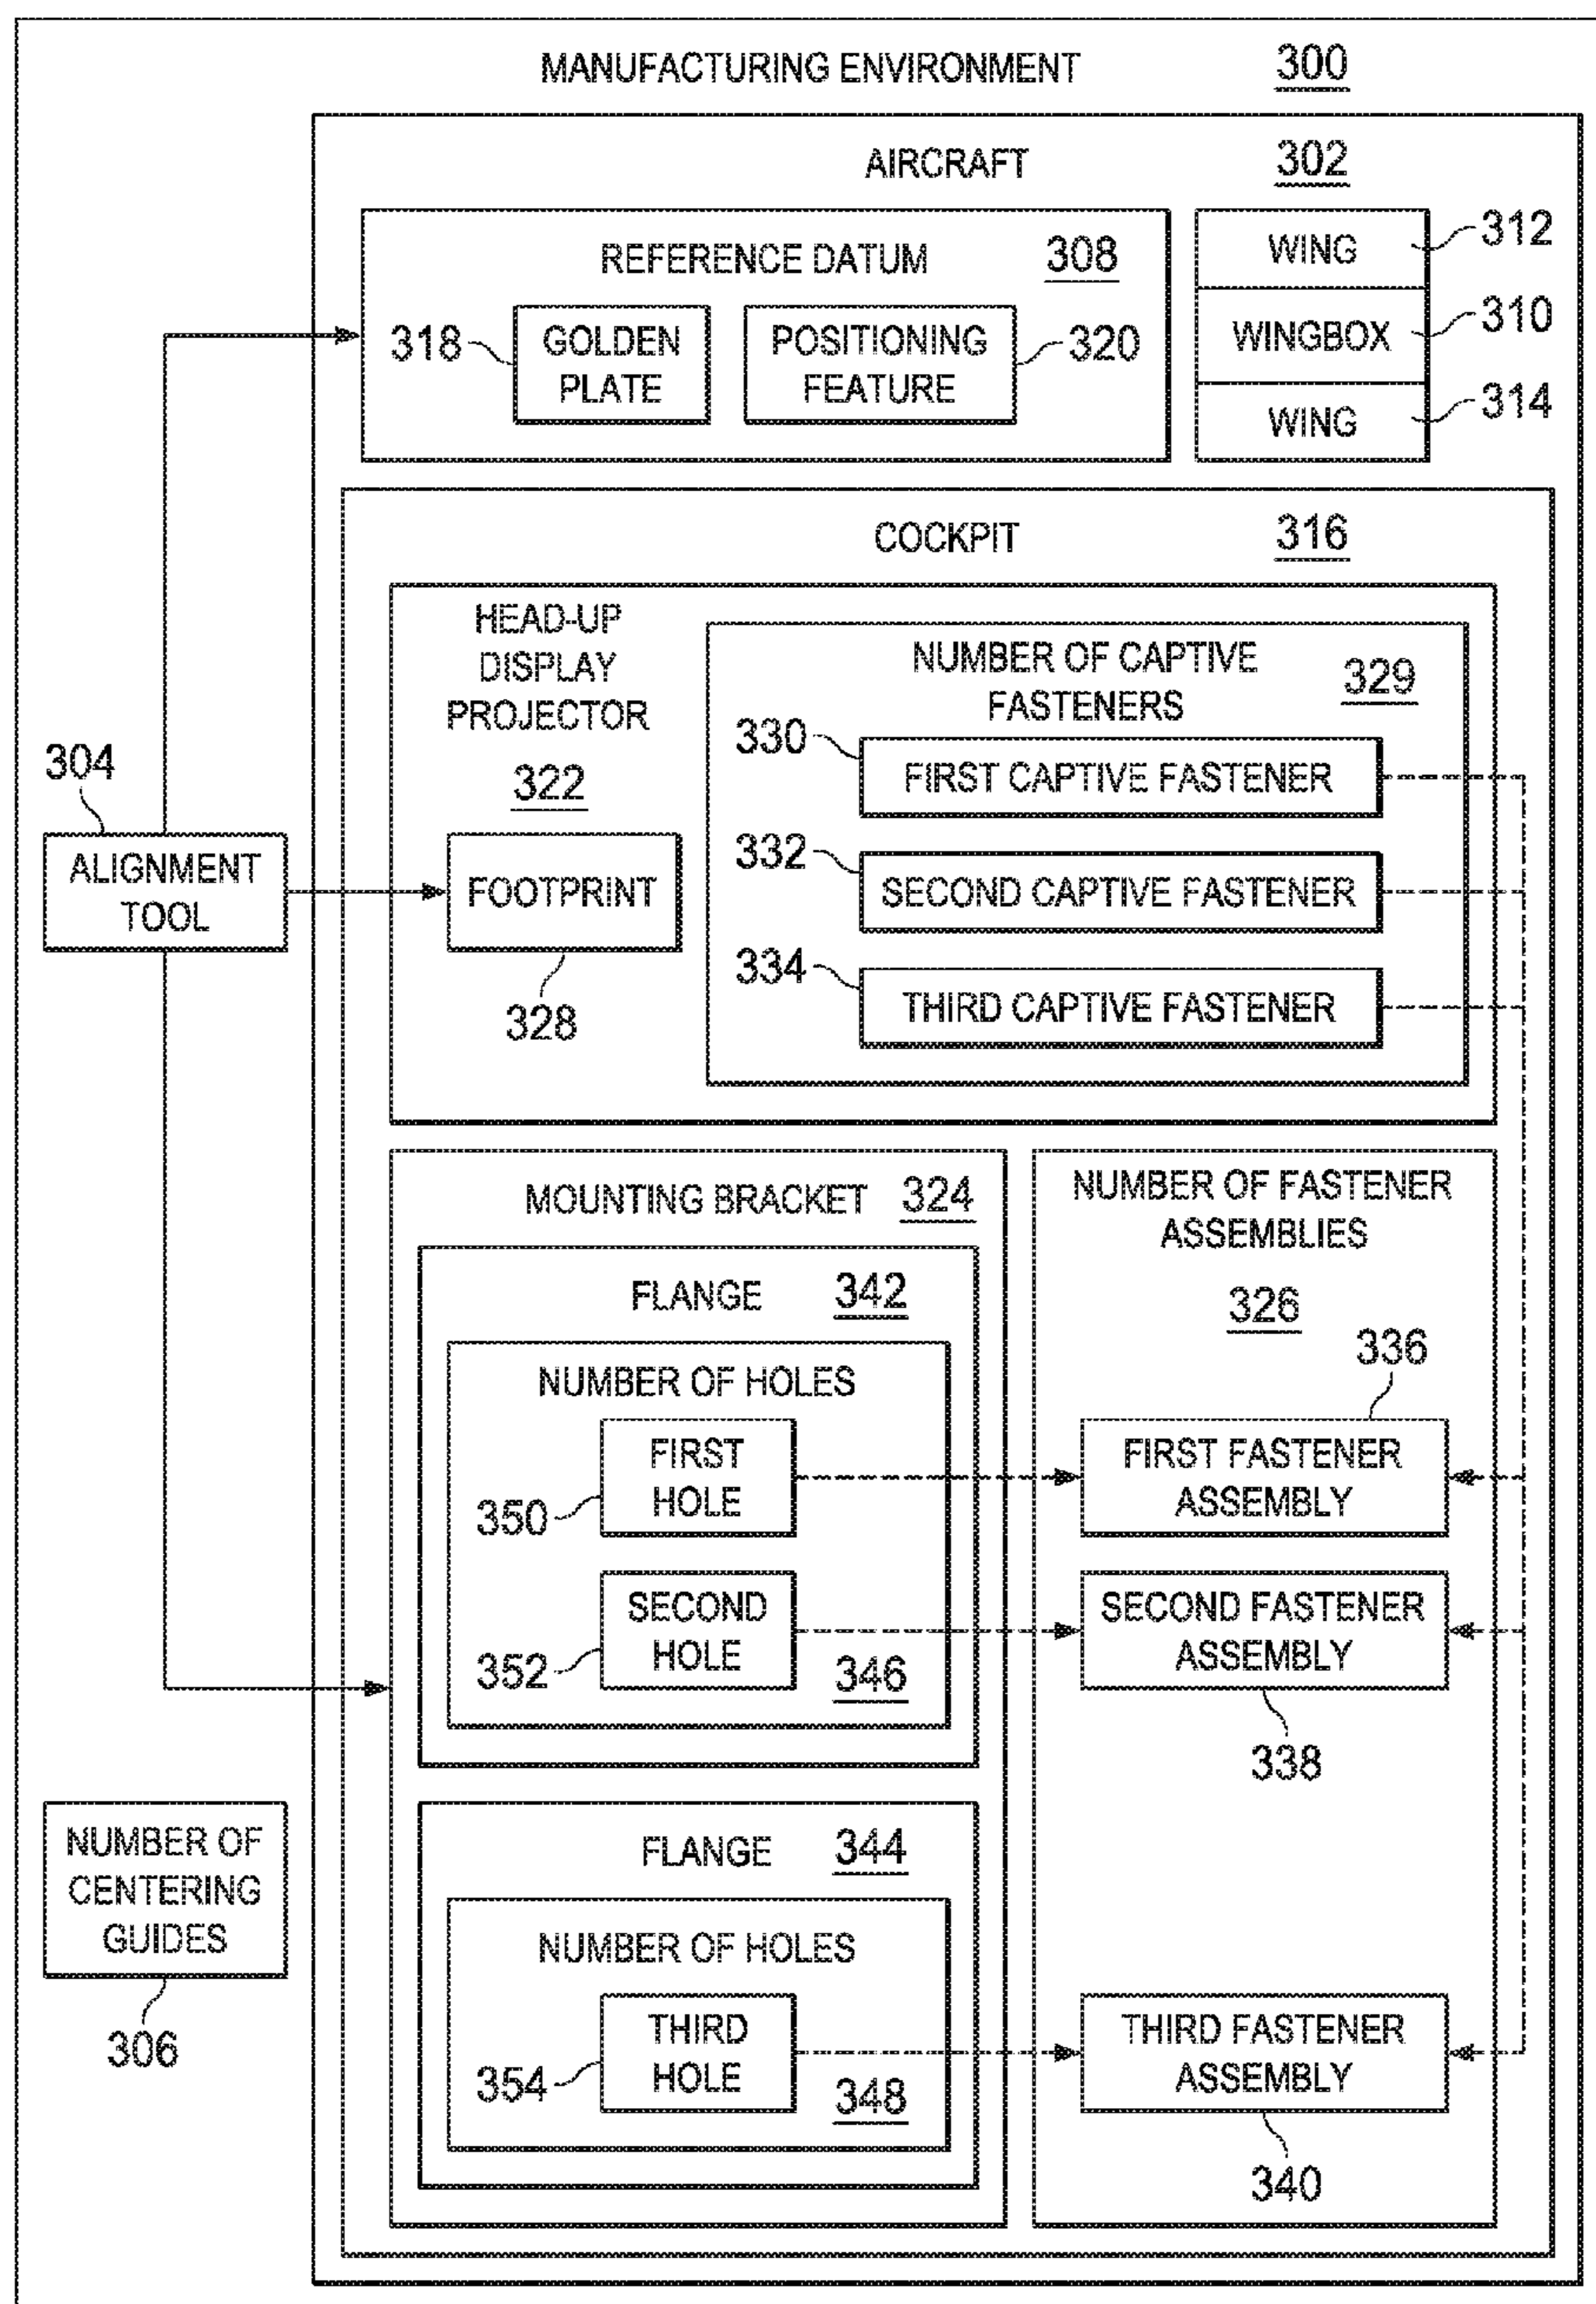 MANUFACTURING ENVIRONMENT 300
AIRCRAFT 302
REFERENCE DATUM 308
318 GOLDEN PLATE
POSITIONING FEATURE 320
WING 312
WINGBOX 310
WING 314
COCKPIT 316
HEAD-UP
DISPLAY
PROJECTOR
322
FOOTPRINT
328
NUMBER OF CAPTIVE
FASTENERS 329
330
FIRST CAPTIVE FASTENER
332
SECOND CAPTIVE FASTENER
334
THIRD CAPTIVE FASTENER
304
ALIGNMENT
TOOL
MOUNTING BRACKET 324
FLANGE 342
NUMBER OF HOLES
FIRST
HOLE
350
SECOND
HOLE
352
346
FLANGE 344
NUMBER OF HOLES
THIRD
HOLE
354
348
NUMBER OF FASTENER
ASSEMBLIES
326
336
FIRST FASTENER
ASSEMBLY
SECOND FASTENER
ASSEMBLY
338
THIRD FASTENER
ASSEMBLY
340
NUMBER OF
CENTERING
GUIDES
306